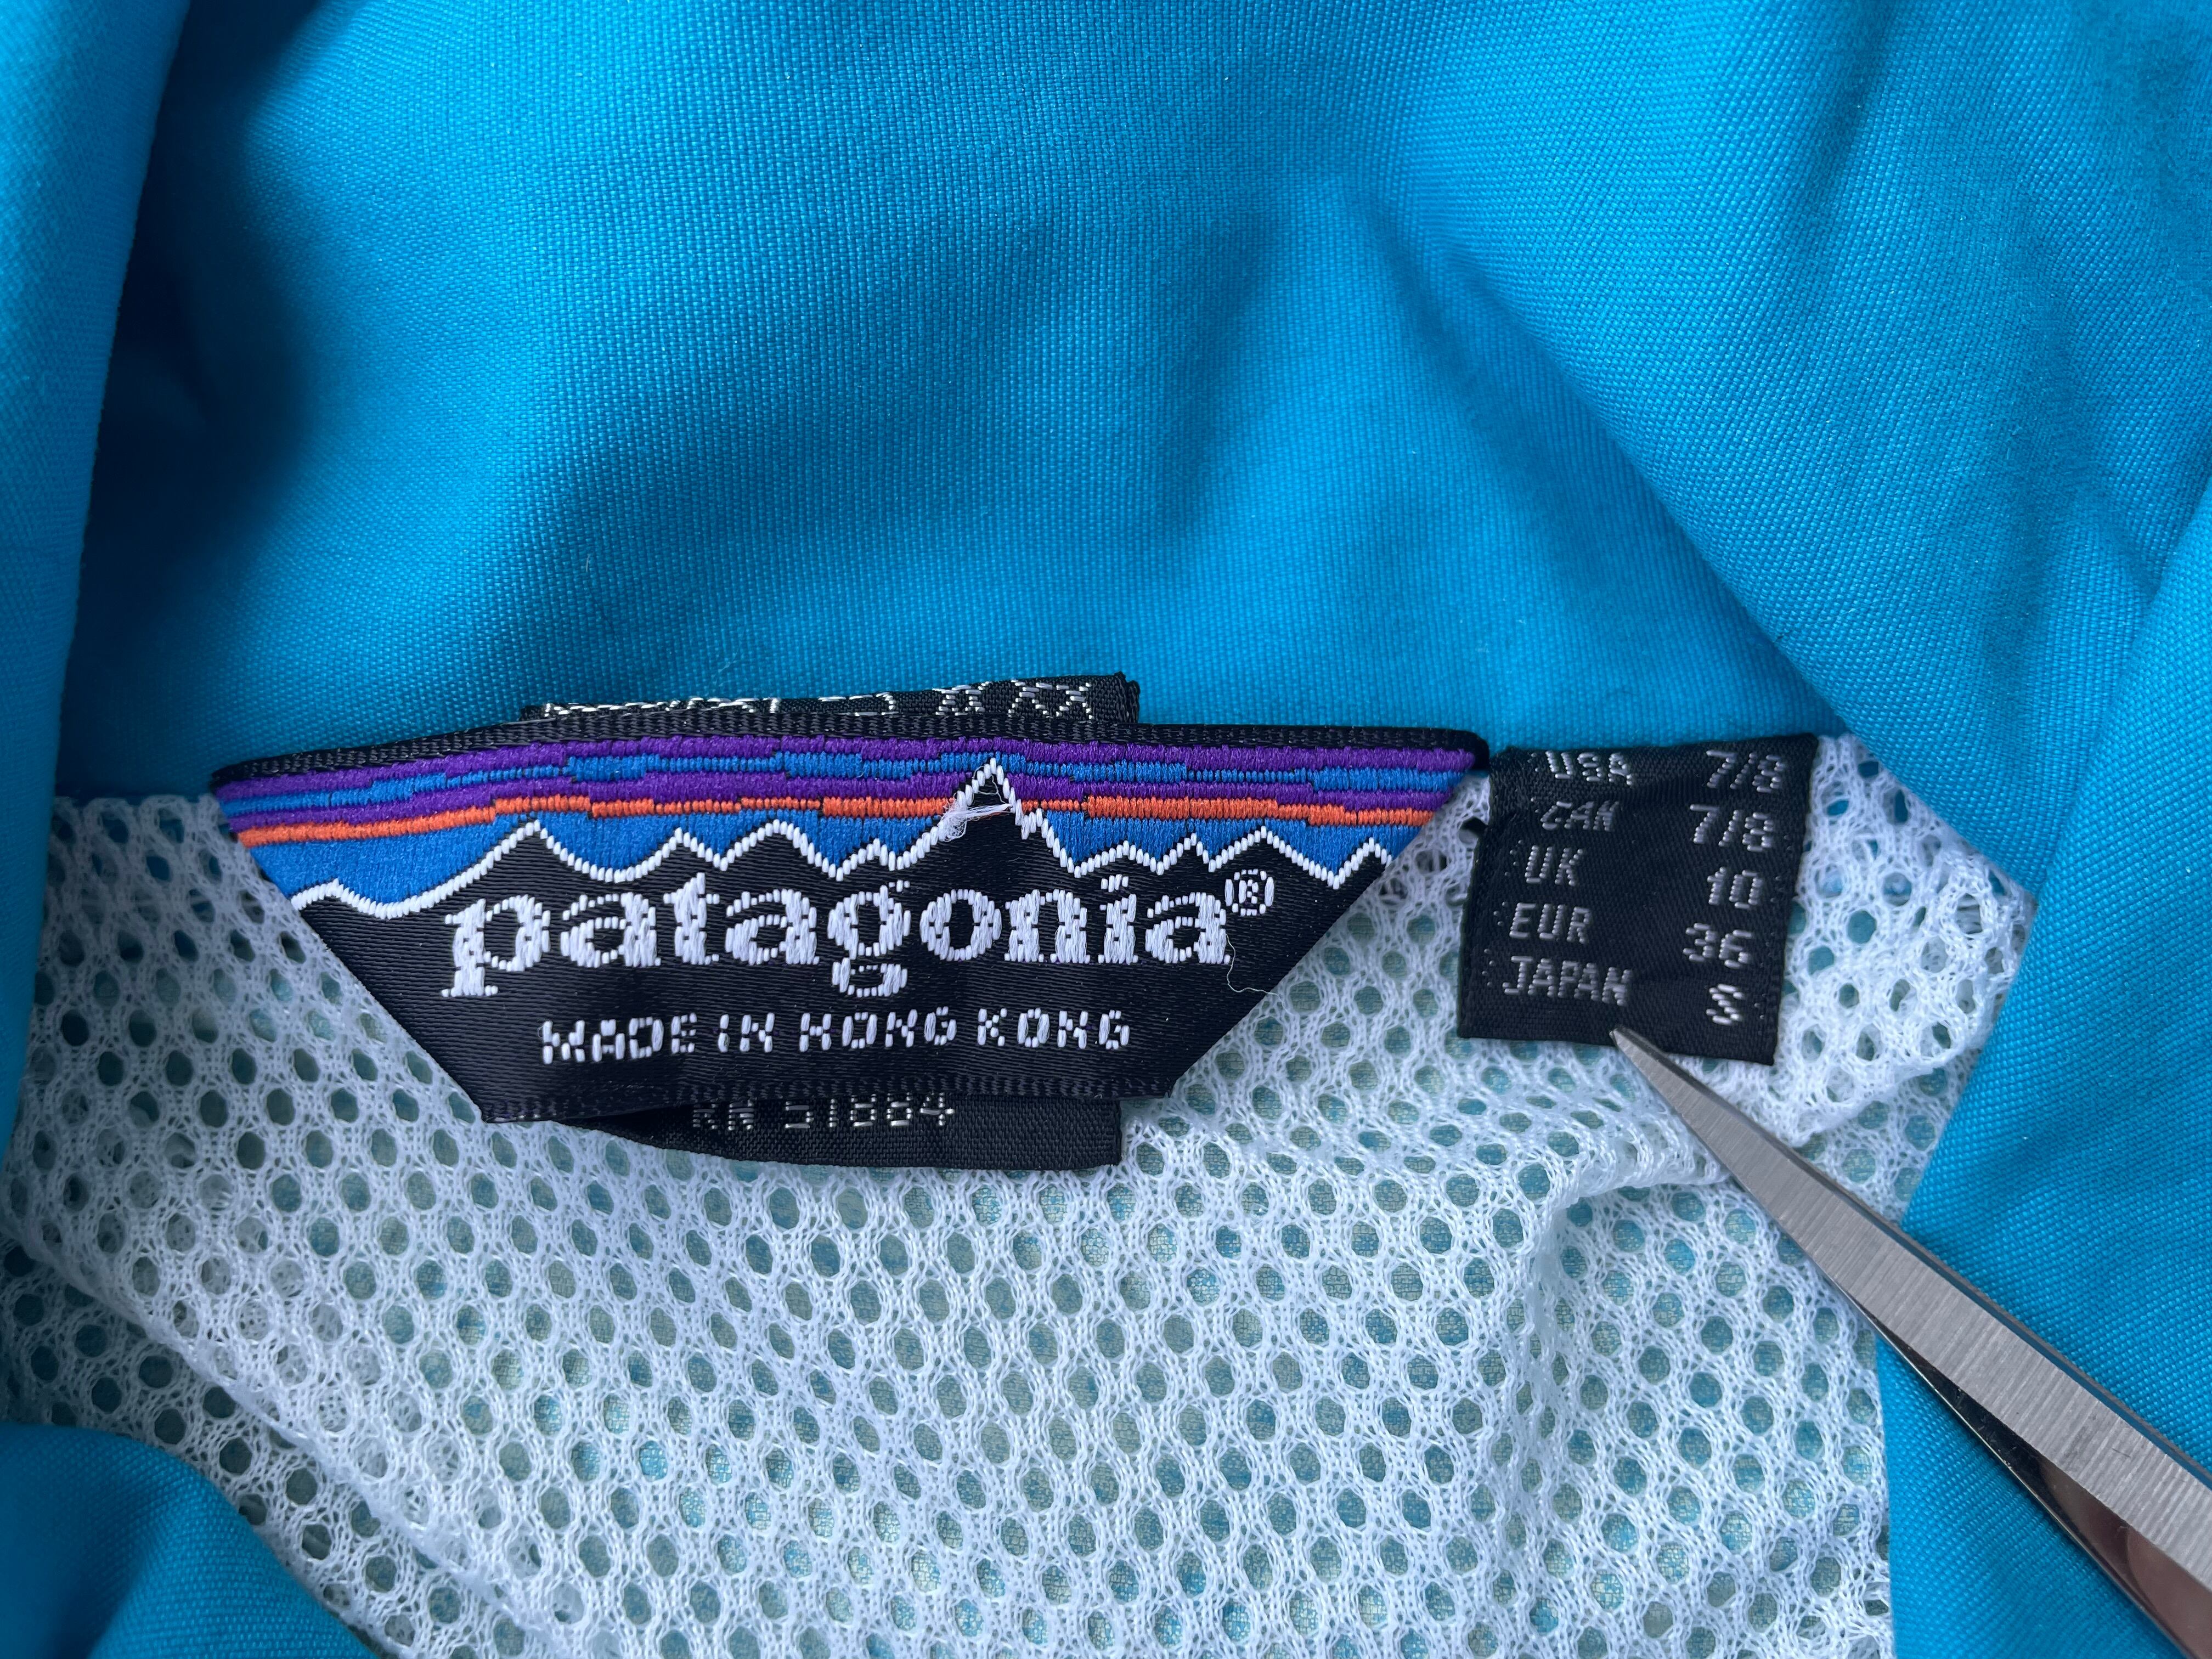 patagonia®
MADE IN HONG KONG
RN 51884
USA 7/8
CAN 7/8
UK 10
EUR 36
JAPAN S